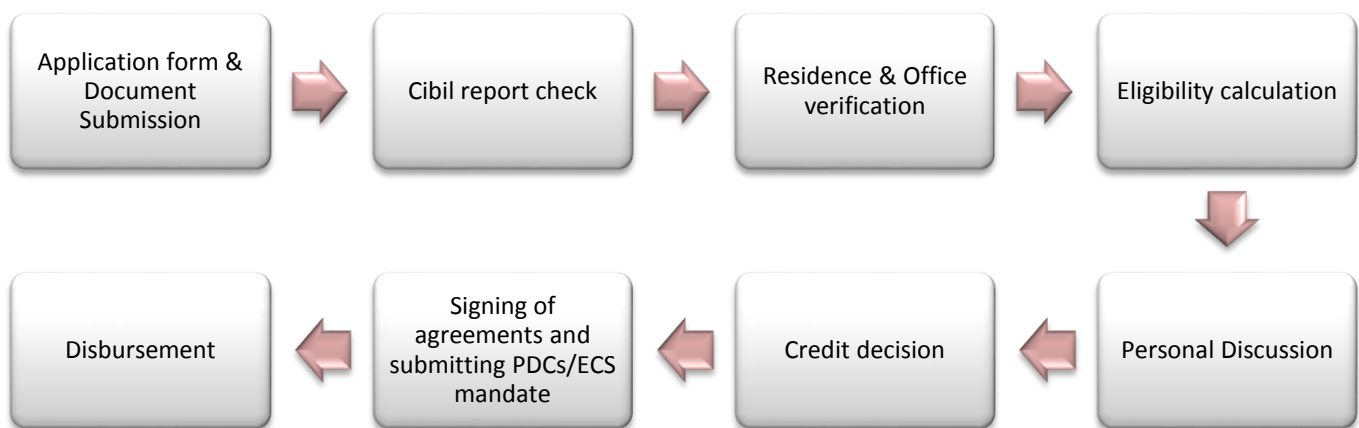 Application form &
Document
Submission
Cibil report check
Residence & Office
verification
Eligibility calculation
Personal Discussion
Credit decision
Signing of
agreements and
submitting PDCs/ECS
mandate
Disbursement